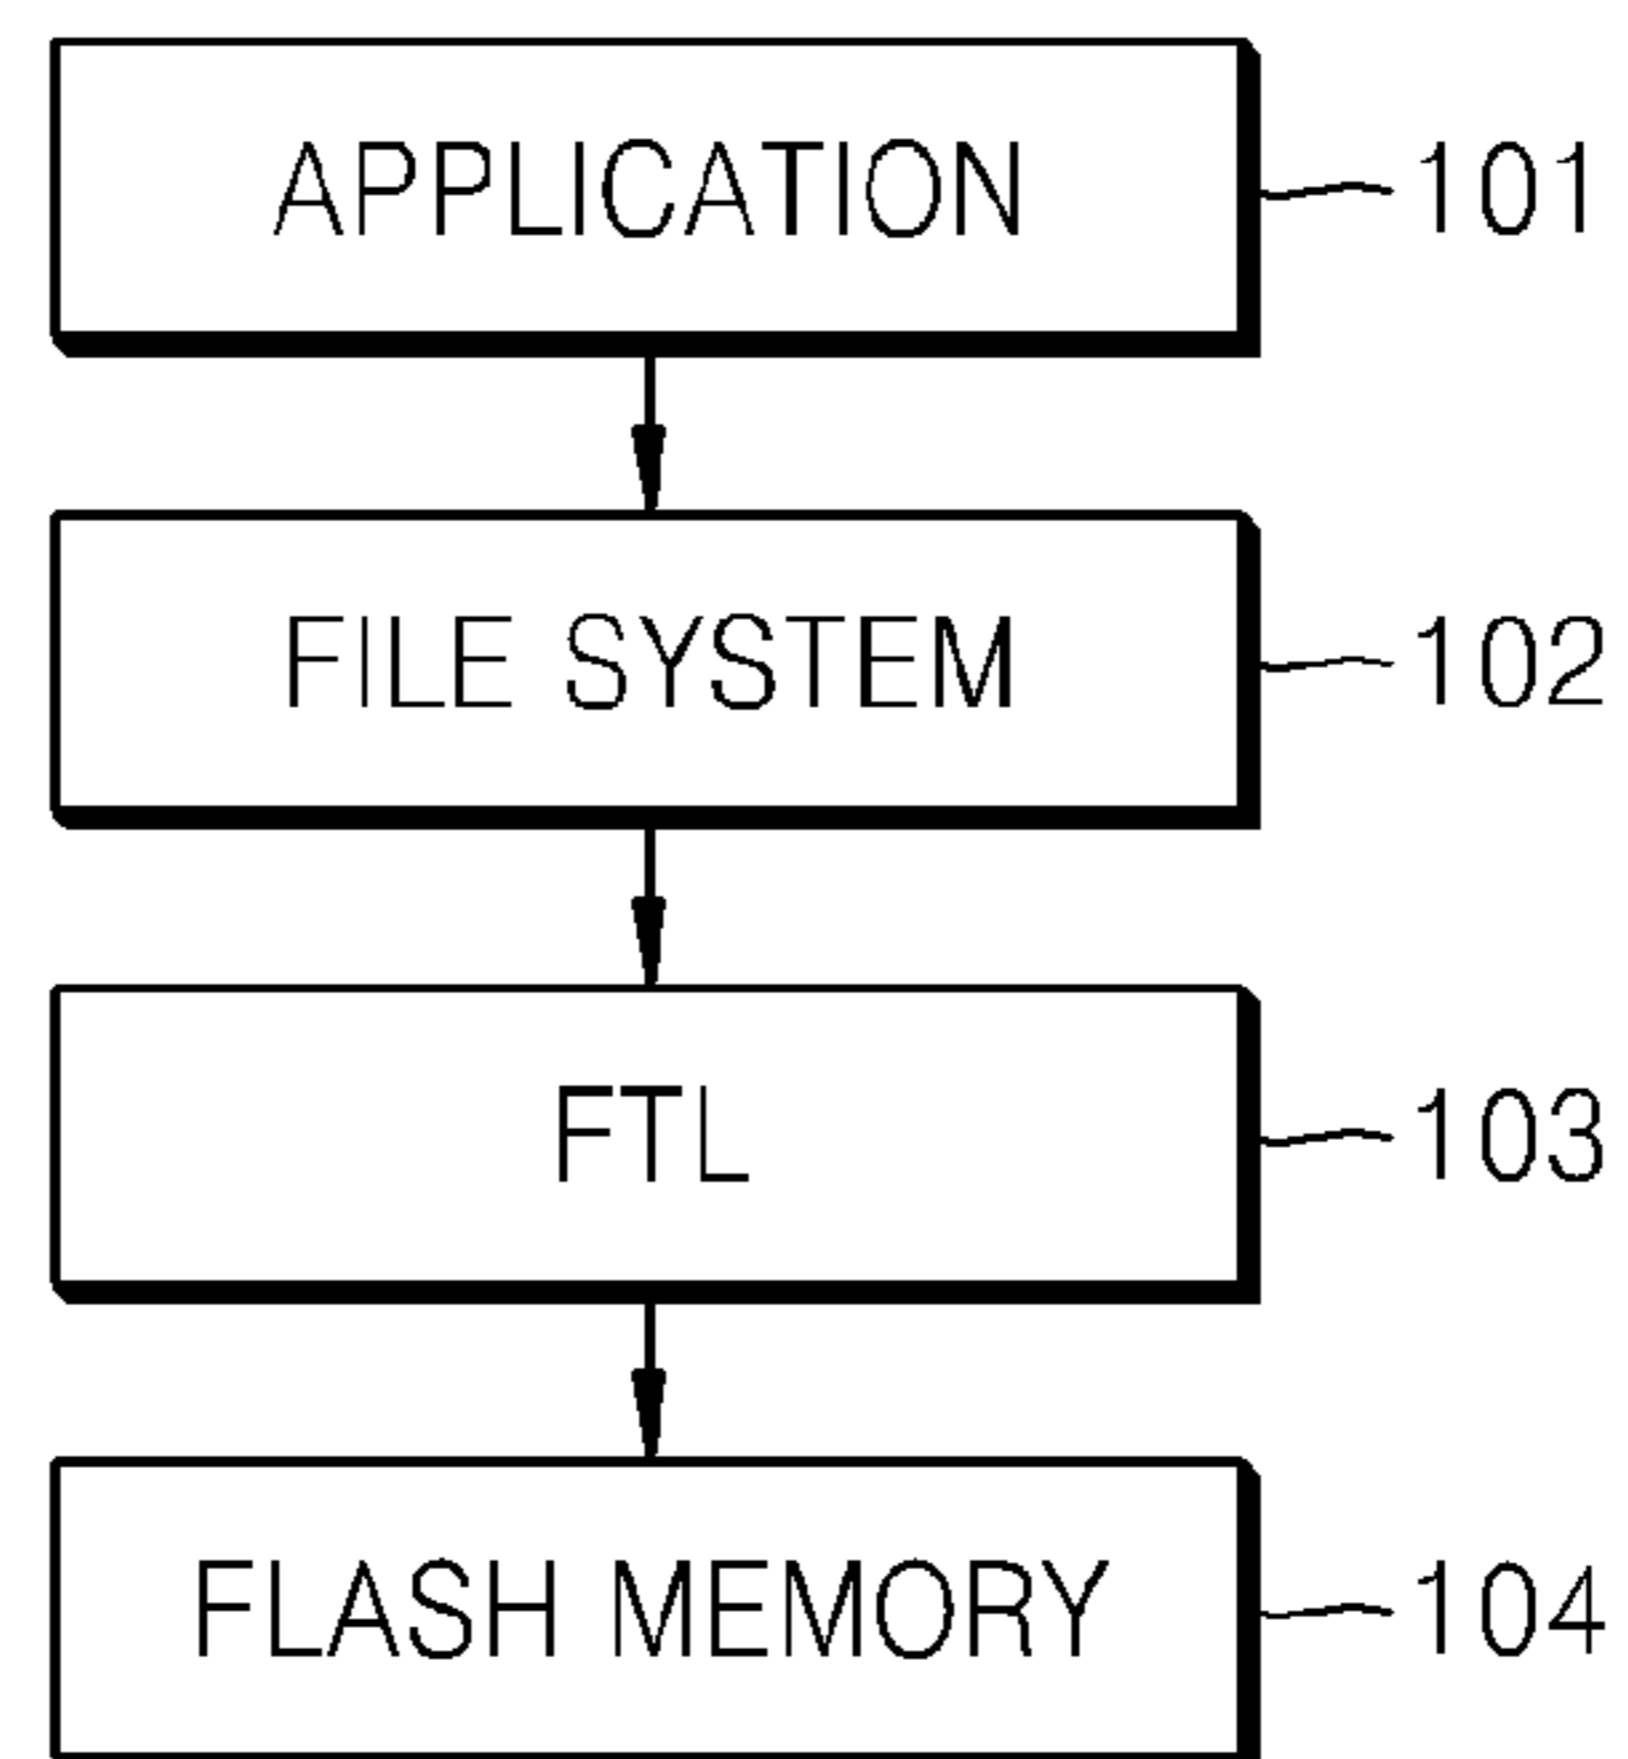 APPLICATION 101
FILE SYSTEM 102
FTL 103
FLASH MEMORY 104